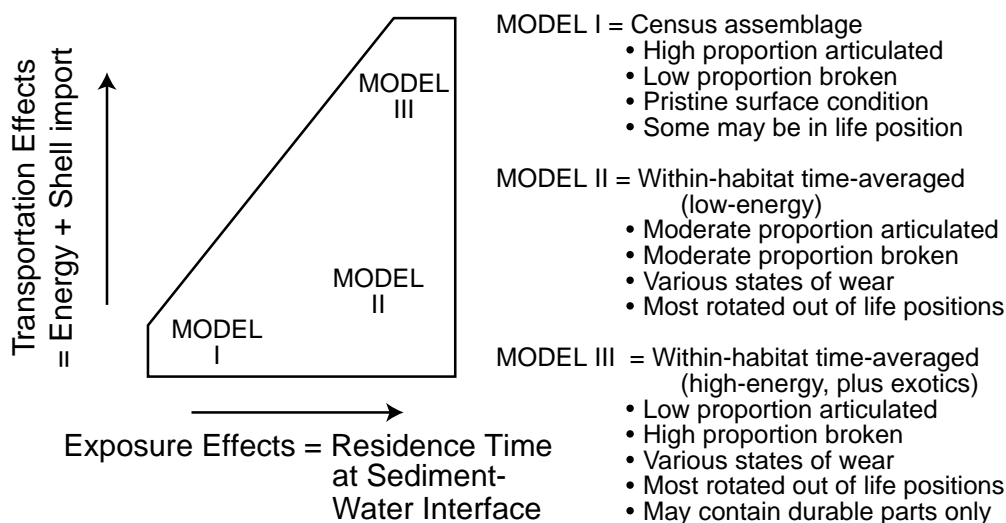 Transportation Effects
= Energy + Shell import
MODEL
III
MODEL
II
MODEL
I
Exposure Effects = Residence Time
at Sediment-
Water Interface
MODEL I = Census assemblage
• High proportion articulated
• Low proportion broken
• Pristine surface condition
• Some may be in life position
MODEL II = Within-habitat time-averaged
(low-energy)
• Moderate proportion articulated
• Moderate proportion broken
• Various states of wear
• Most rotated out of life positions
MODEL III = Within-habitat time-averaged
(high-energy, plus exotics)
• Low proportion articulated
• High proportion broken
• Various states of wear
• Most rotated out of life positions
• May contain durable parts only